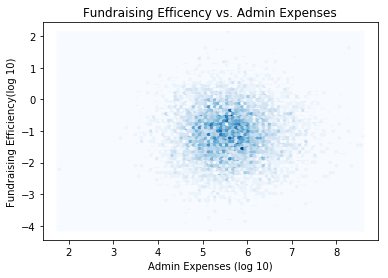 Fundraising Efficency vs. Admin Expenses
Fundraising Efficiency(log 10)
2
1
0
−1
−2
−3
−4
2 3 4 5 6 7 8
Admin Expenses (log 10)